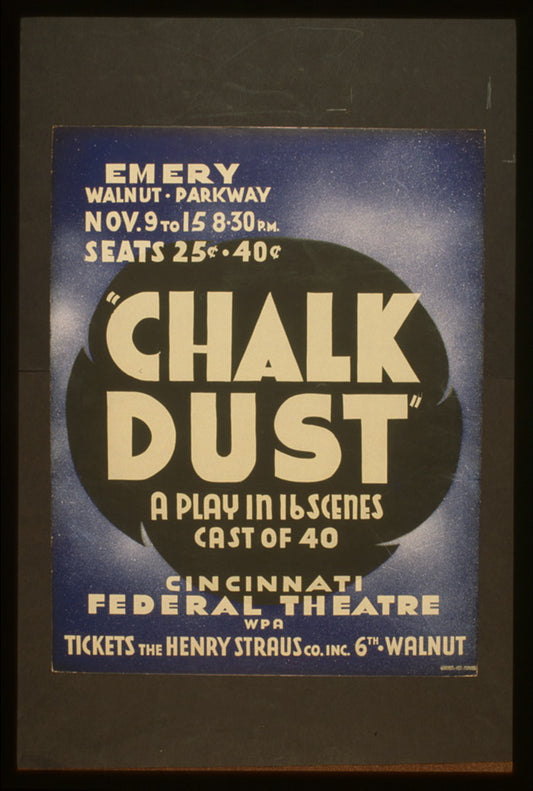 EMERY
WALNUT · PARKWAY
NOV. 9 TO 15 8·30 P.M.
SEATS 25¢ · 40¢
"CHALK
DUST"
A PLAY IN 16 SCENES
CAST OF 40
CINCINNATI
FEDERAL THEATRE
WPA
TICKETS THE HENRY STRAUS CO. INC. 6TH · WALNUT